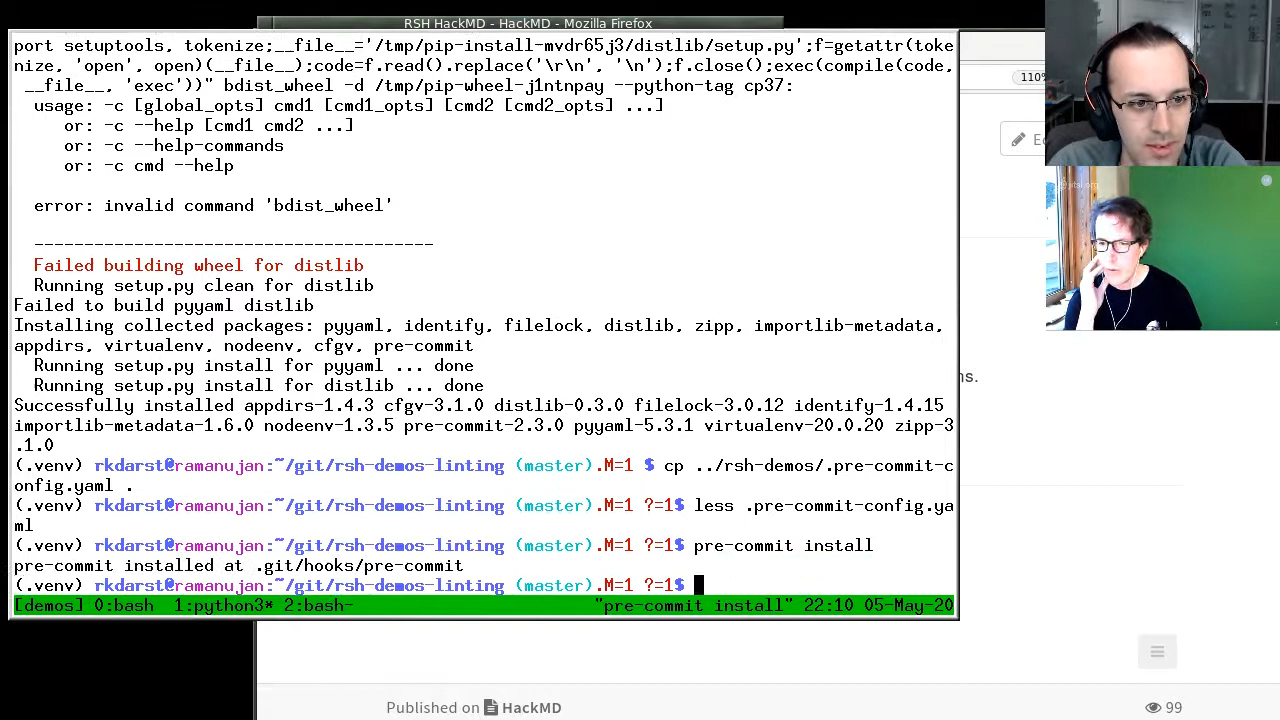 RSH HackMD - HackMD - Mozilla Firefox
port setuptools, tokenize;__file__='/tmp/pip-install-mvdr65j3/distlib/setup.py';f=getattr(toke
nize, 'open', open)(__file__);code=f.read().replace('\r\n', '\n');f.close();exec(compile(code,
 __file__, 'exec'))" bdist_wheel -d /tmp/pip-wheel-j1ntnpay --python-tag cp37:
  usage: -c [global_opts] cmd1 [cmd1_opts] [cmd2 [cmd2_opts] ...]
     or: -c --help [cmd1 cmd2 ...]
     or: -c --help-commands
     or: -c cmd --help
  error: invalid command 'bdist_wheel'
  ----------------------------------------
  Failed building wheel for distlib
  Running setup.py clean for distlib
Failed to build pyyaml distlib
Installing collected packages: pyyaml, identify, filelock, distlib, zipp, importlib-metadata,
appdirs, virtualenv, nodeenv, cfgv, pre-commit
  Running setup.py install for pyyaml ... done
  Running setup.py install for distlib ... done
Successfully installed appdirs-1.4.3 cfgv-3.1.0 distlib-0.3.0 filelock-3.0.12 identify-1.4.15
importlib-metadata-1.6.0 nodeenv-1.3.5 pre-commit-2.3.0 pyyaml-5.3.1 virtualenv-20.0.20 zipp-3
.1.0
(.venv) rkdarst@ramanujan:~/git/rsh-demos-linting (master).M=1 $ cp ../rsh-demos/.pre-commit-c
onfig.yaml .
(.venv) rkdarst@ramanujan:~/git/rsh-demos-linting (master).M=1 ?=1$ less .pre-commit-config.ya
ml
(.venv) rkdarst@ramanujan:~/git/rsh-demos-linting (master).M=1 ?=1$ pre-commit install
pre-commit installed at .git/hooks/pre-commit
(.venv) rkdarst@ramanujan:~/git/rsh-demos-linting (master).M=1 ?=1$
[demos] 0:bash  1:python3* 2:bash-    "pre-commit install" 22:10 05-May-20
110%
jitsi.org
ns.
Published on HackMD
99